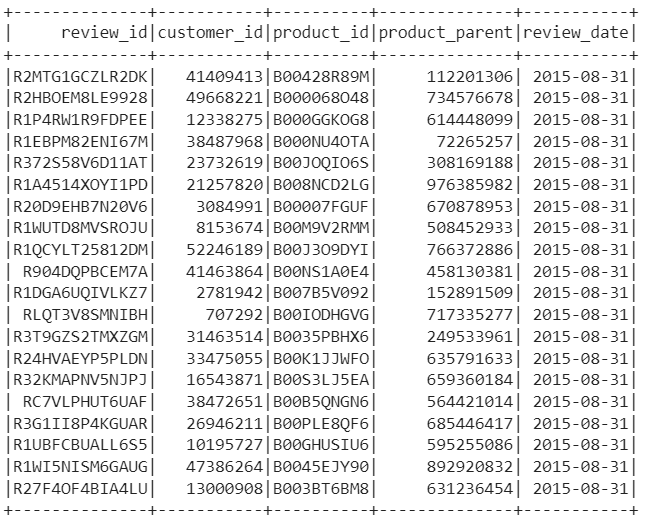 +--------------+-----------+----------+--------------+-----------+
|     review_id|customer_id|product_id|product_parent|review_date|
+--------------+-----------+----------+--------------+-----------+
|R2MTG1GCZLR2DK|   41409413|B00428R89M|     112201306| 2015-08-31|
|R2HBOEM8LE9928|   49668221|B000068O48|     734576678| 2015-08-31|
|R1P4RW1R9FDPEE|   12338275|B000GGKOG8|     614448099| 2015-08-31|
|R1EBPM82ENI67M|   38487968|B000NU4OTA|      72265257| 2015-08-31|
|R372S58V6D11AT|   23732619|B00JOQIO6S|     308169188| 2015-08-31|
|R1A4514XOYI1PD|   21257820|B008NCD2LG|     976385982| 2015-08-31|
|R20D9EHB7N20V6|    3084991|B00007FGUF|     670878953| 2015-08-31|
|R1WUTD8MVSROJU|    8153674|B00M9V2RMM|     508452933| 2015-08-31|
|R1QCYLT25812DM|   52246189|B00J3O9DYI|     766372886| 2015-08-31|
| R904DQPBCEM7A|   41463864|B00NS1A0E4|     458130381| 2015-08-31|
|R1DGA6UQIVLKZ7|    2781942|B007B5V092|     152891509| 2015-08-31|
| RLQT3V8SMNIBH|     707292|B00IODHGVG|     717335277| 2015-08-31|
|R3T9GZS2TMXZGM|   31463514|B0035PBHX6|     249533961| 2015-08-31|
|R24HVAEYP5PLDN|   33475055|B00K1JJWFO|     635791633| 2015-08-31|
|R32KMAPNV5NJPJ|   16543871|B00S3LJ5EA|     659360184| 2015-08-31|
| RC7VLPHUT6UAF|   38472651|B00B5QNGN6|     564421014| 2015-08-31|
|R3G1II8P4KGUAR|   26946211|B00PLE8QF6|     685446417| 2015-08-31|
|R1UBFCBUALL6S5|   10195727|B00GHUSIU6|     595255086| 2015-08-31|
|R1WI5NISM6GAUG|   47386264|B0045EJY90|     892920832| 2015-08-31|
|R27F4OF4BIA4LU|   13000908|B003BT6BM8|     631236454| 2015-08-31|
+--------------+-----------+----------+--------------+-----------+